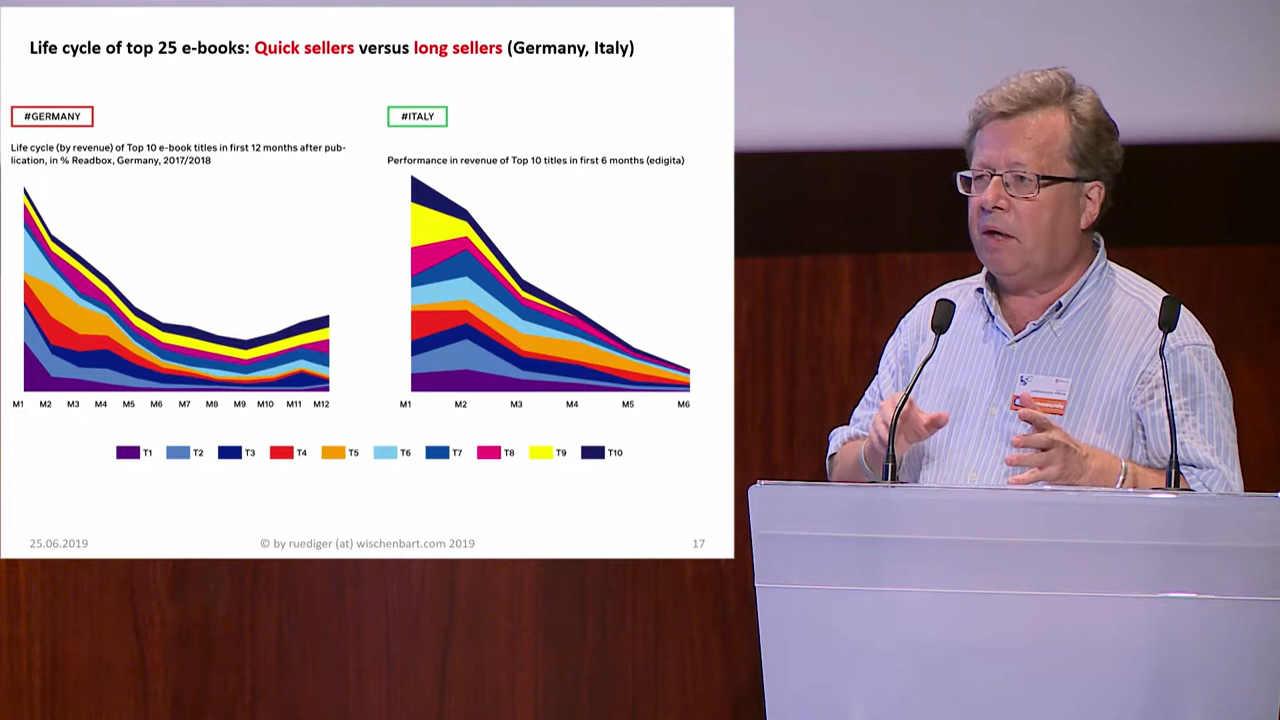 Life cycle of top 25 e-books: Quick sellers versus long sellers (Germany, Italy)
#GERMANY
Life cycle (by revenue) of Top 10 e-book titles in first 12 months after pub-
lication, in % Readbox, Germany, 2017/2018
M1 M2 M3 M4 M5 M6 M7 M8 M9 M10 M11 M12
#ITALY
Performance in revenue of Top 10 titles in first 6 months (edigita)
M1 M2 M3 M4 M5 M6
T1 T2 T3 T4 T5 T6 T7 T8 T9 T10
25.06.2019 © by ruediger (at) wischenbart.com 2019 17